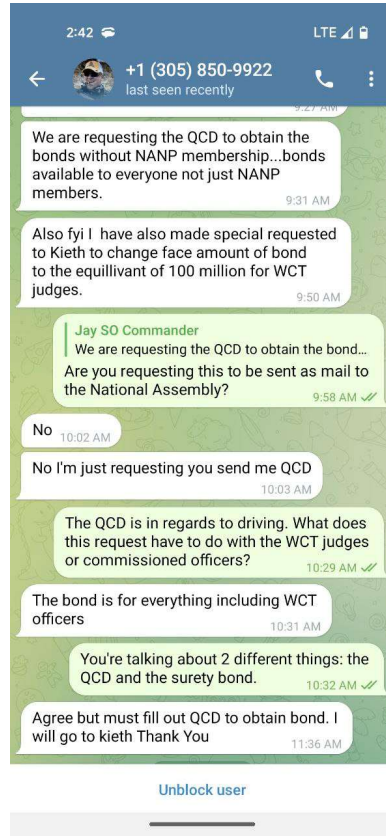 2:42
LTE
+1 (305) 850-9922
last seen recently
9:27 AM
We are requesting the QCD to obtain the
bonds without NANP membership...bonds
available to everyone not just NANP
members.
9:31 AM
Also fyi I have also made special requested
to Kieth to change face amount of bond
to the equillivant of 100 million for WCT
judges.
9:50 AM
Jay SO Commander
We are requesting the QCD to obtain the bond...
Are you requesting this to be sent as mail to
the National Assembly?
9:58 AM
No
10:02 AM
No I'm just requesting you send me QCD
10:03 AM
The QCD is in regards to driving. What does
this request have to do with the WCT judges
or commissioned officers?
10:29 AM
The bond is for everything including WCT
officers
10:31 AM
You're talking about 2 different things: the
QCD and the surety bond.
10:32 AM
Agree but must fill out QCD to obtain bond. I
will go to kieth Thank You
11:36 AM
Unblock user